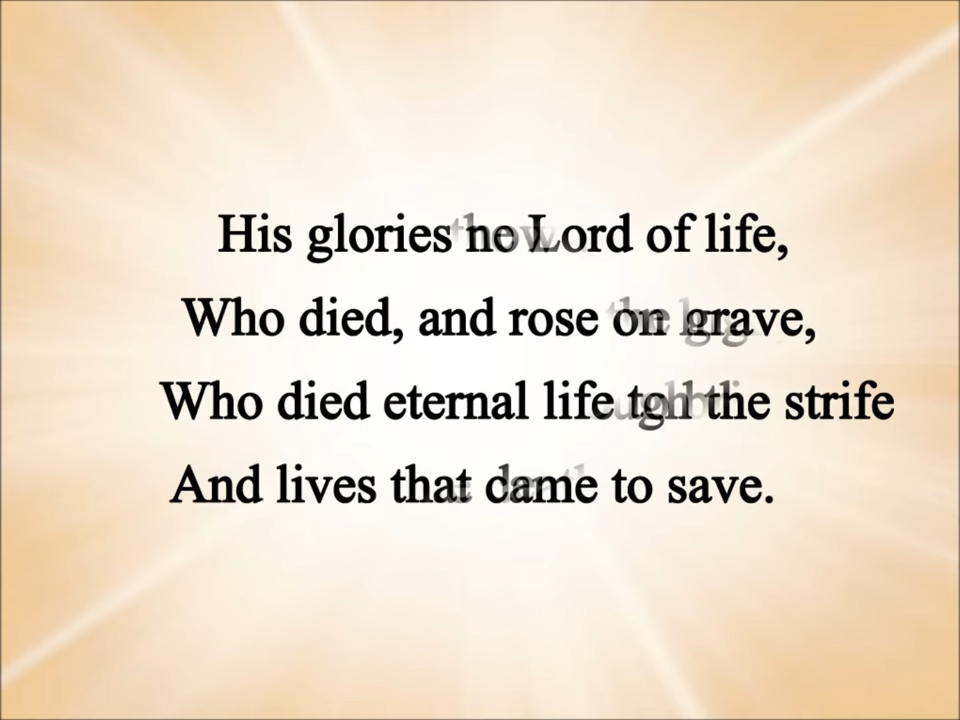 His glories Lord of life,
Who died, and rose grave,
Who died eternal life the strife
And lives that to save.